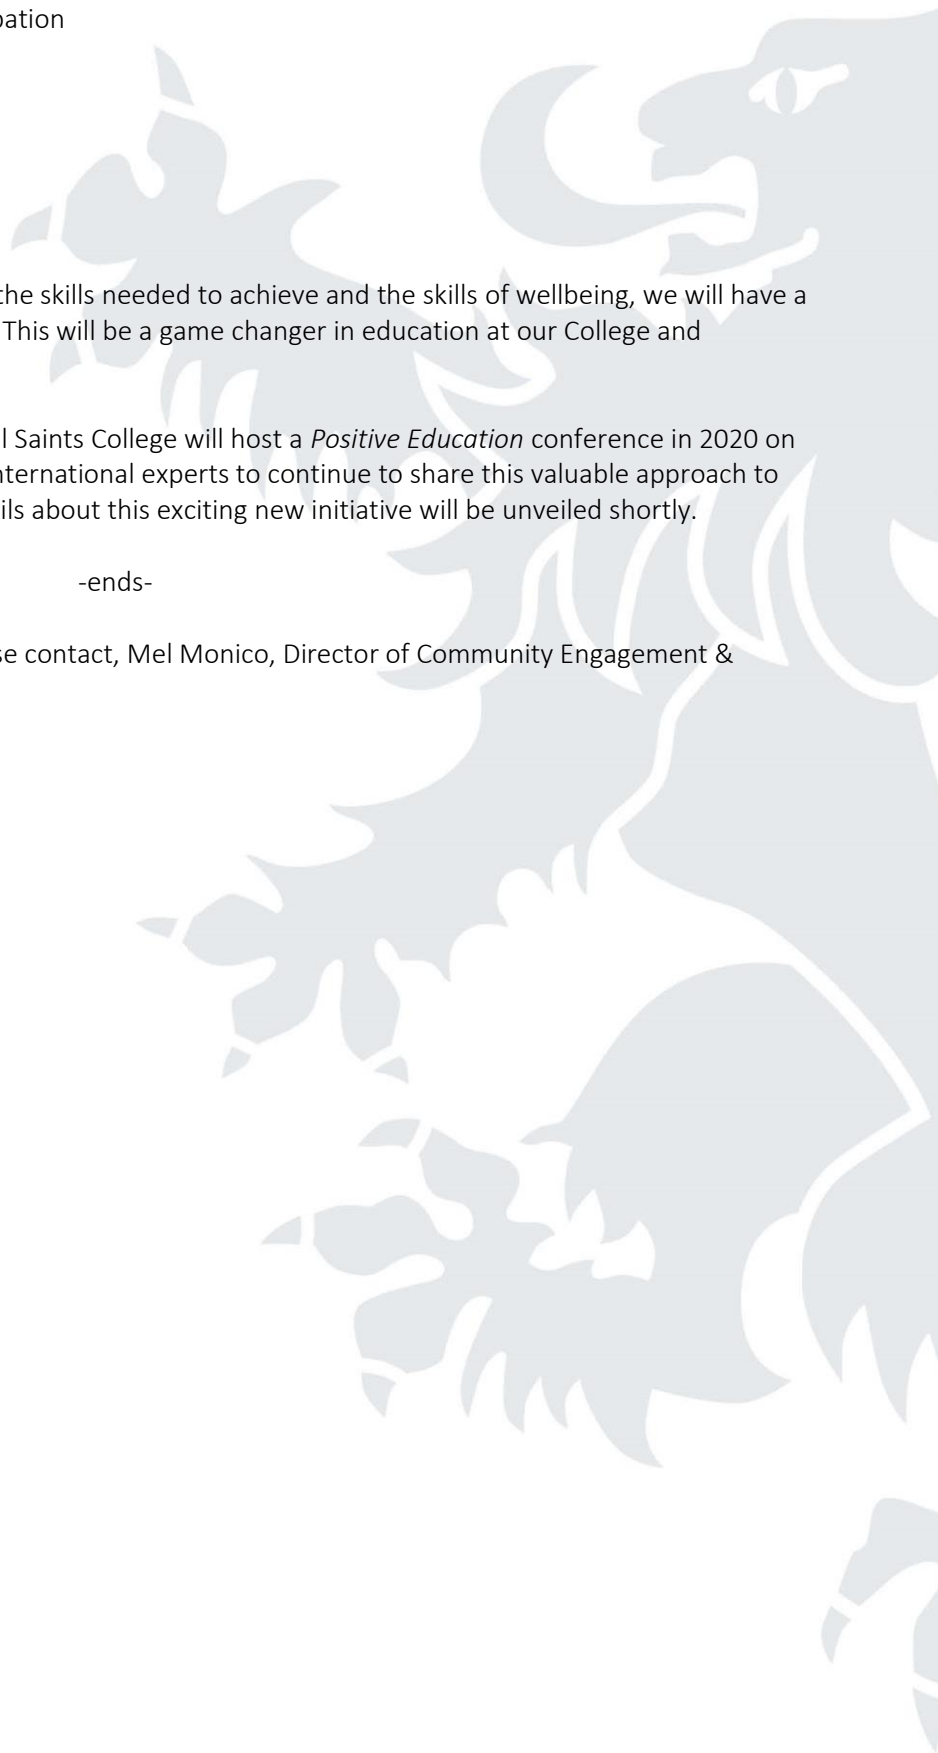 pation
the skills needed to achieve and the skills of wellbeing, we will have a
This will be a game changer in education at our College and
l Saints College will host a Positive Education conference in 2020 on
nternational experts to continue to share this valuable approach to
ils about this exciting new initiative will be unveiled shortly.
-ends-
se contact, Mel Monico, Director of Community Engagement &